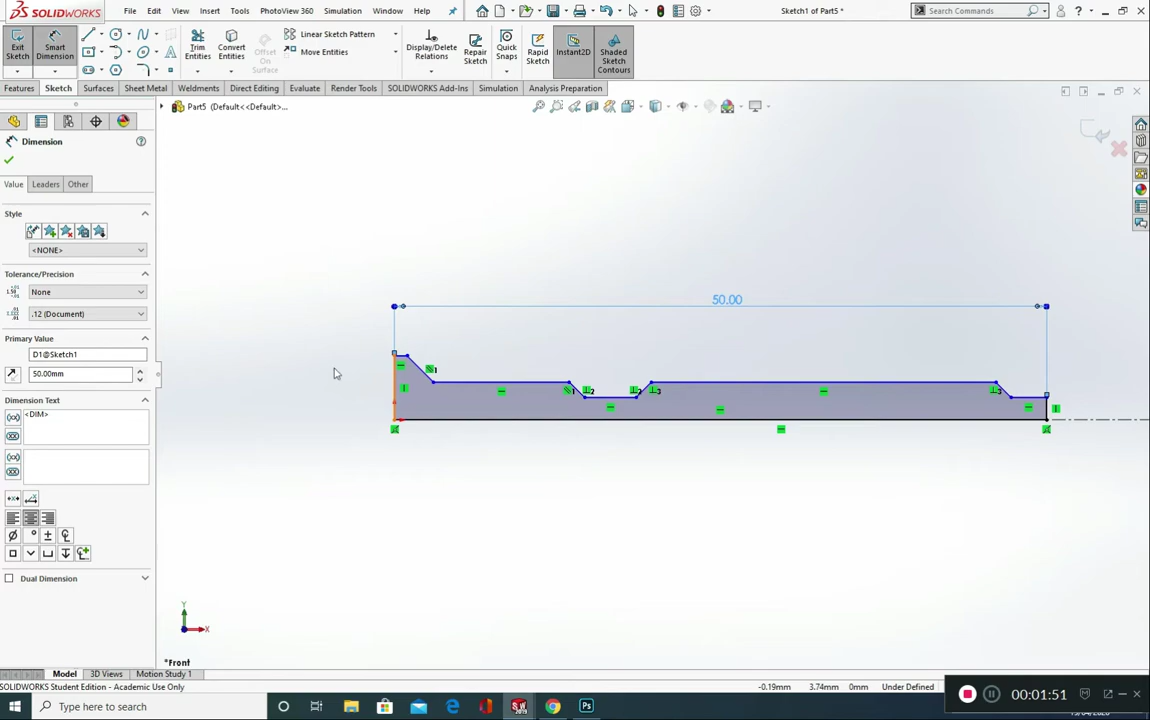 SOLIDWORKS
File Edit View Insert Tools PhotoView 360 Simulation Window Help
Sketch1 of Part5 *
Search Commands
Exit Sketch
Smart Dimension
Trim Entities
Convert Entities
Offset On Surface
Linear Sketch Pattern
Move Entities
Display/Delete Relations
Repair Sketch
Quick Snaps
Rapid Sketch
Instant2D
Shaded Sketch Contours
Features Sketch Surfaces Sheet Metal Weldments Direct Editing Evaluate Render Tools SOLIDWORKS Add-Ins Simulation Analysis Preparation
Part5 (Default<<Default>...
Dimension
Value Leaders Other
Style
<NONE>
Tolerance/Precision
None
.12 (Document)
Primary Value
D1@Sketch1
50.00mm
Dimension Text
<DIM>
Dual Dimension
50.00
Y
X
*Front
Model 3D Views Motion Study 1
SOLIDWORKS Student Edition - Academic Use Only
-0.19mm 3.74mm 0mm Under Defined
Type here to search
00:01:51